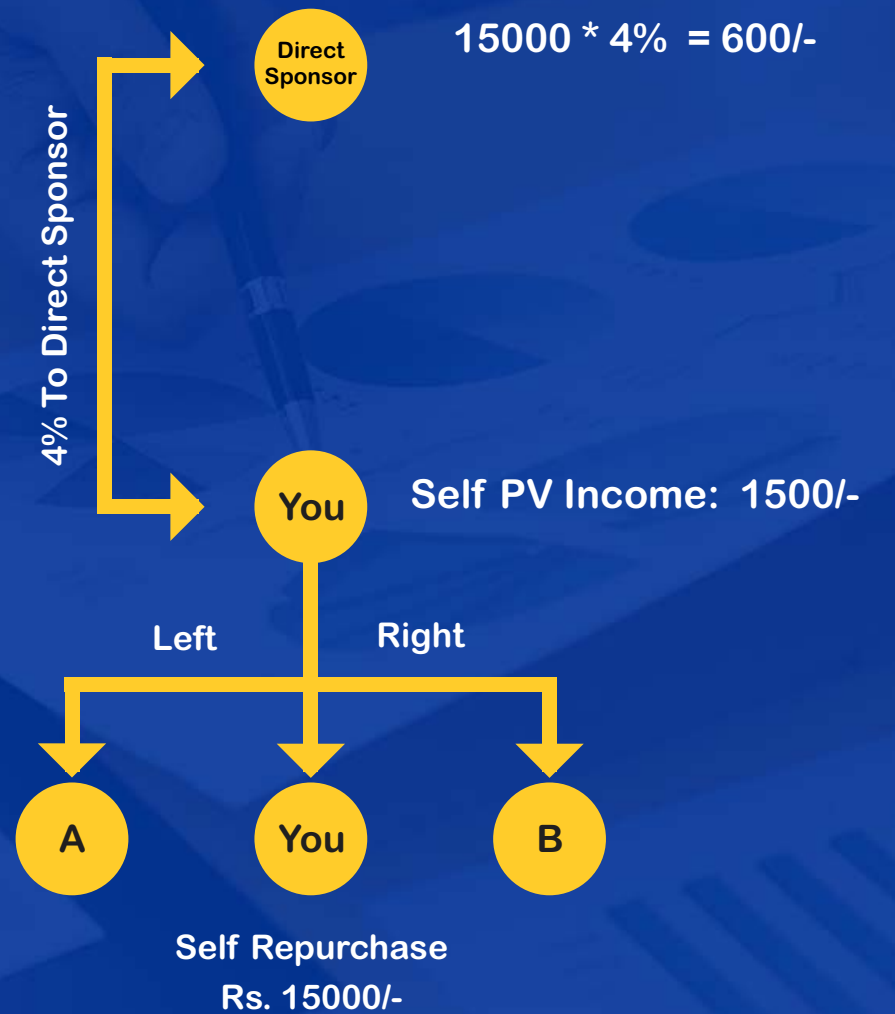 Direct
Sponsor
15000 * 4% = 600/-
4% To Direct Sponsor
You
Self PV Income: 1500/-
Left
Right
A
You
B
Self Repurchase
Rs. 15000/-